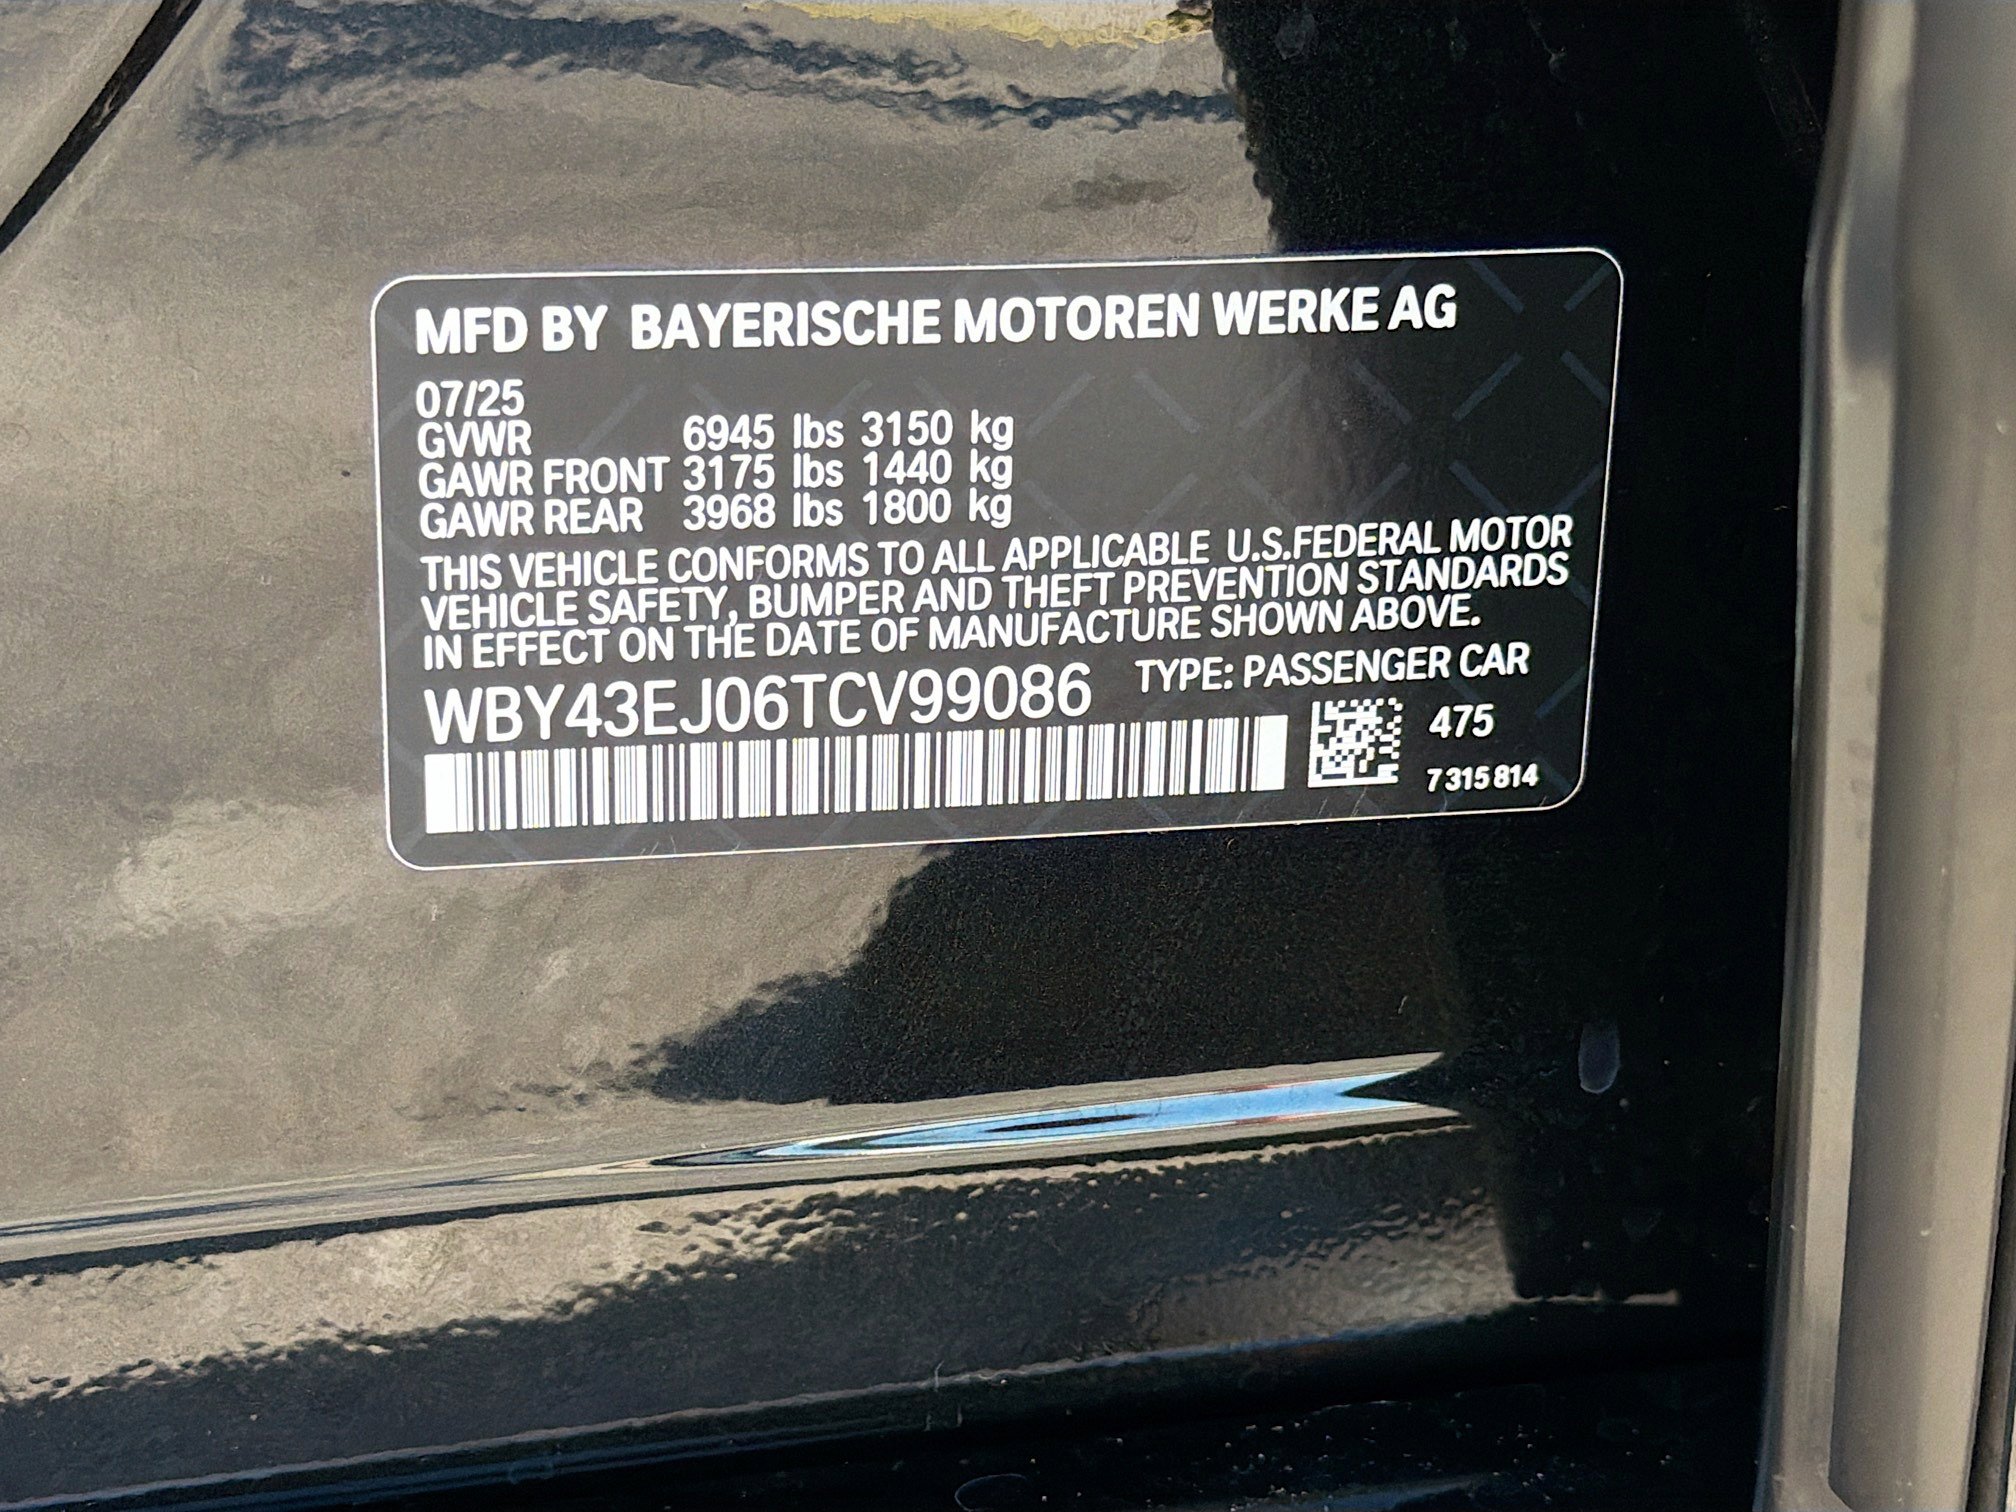 MFD BY BAYERISCHE MOTOREN WERKE AG
07/25
GVWR 6945 lbs 3150 kg
GAWR FRONT 3175 lbs 1440 kg
GAWR REAR 3968 lbs 1800 kg
THIS VEHICLE CONFORMS TO ALL APPLICABLE U.S.FEDERAL MOTOR
VEHICLE SAFETY, BUMPER AND THEFT PREVENTION STANDARDS
IN EFFECT ON THE DATE OF MANUFACTURE SHOWN ABOVE.
WBY43EJ06TCV99086 TYPE: PASSENGER CAR
475
7 315 814